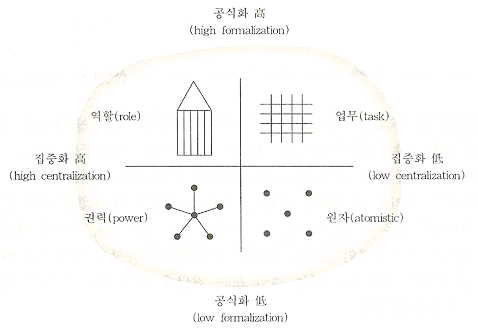 공식화 高
(high formalization)
역할(role)
업무(task)
집중화 高
(high centralization)
집중화 低
(low centralization)
권력(power)
원자(atomistic)
공식화 低
(low formalization)